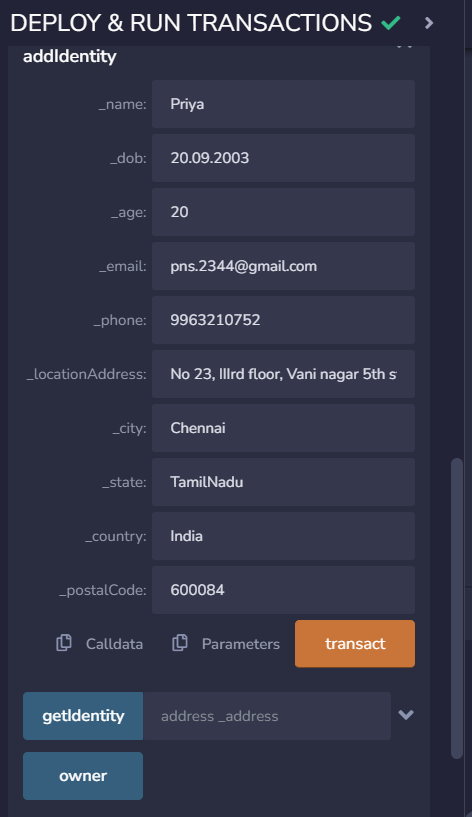 DEPLOY & RUN TRANSACTIONS
addIdentity
_name: Priya
_dob: 20.09.2003
_age: 20
_email: pns.2344@gmail.com
_phone: 9963210752
_locationAddress: No 23, IIIrd floor, Vani nagar 5th
_city: Chennai
_state: TamilNadu
_country: India
_postalCode: 600084
Calldata Parameters transact
getIdentity address _address
owner